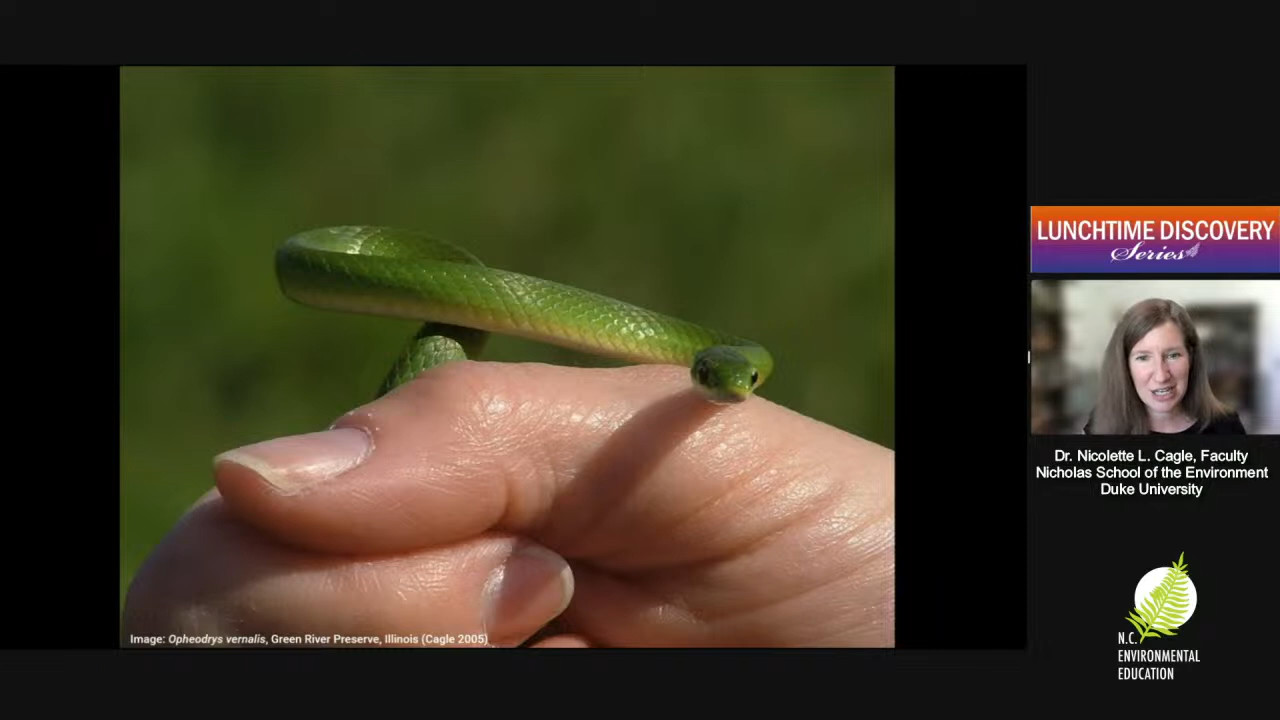 Image: Opheodrys vernalis, Green River Preserve, Illinois (Cagle 2005)
LUNCHTIME DISCOVERY
Series
Dr. Nicolette L. Cagle, Faculty
Nicholas School of the Environment
Duke University
N.C.
ENVIRONMENTAL
EDUCATION